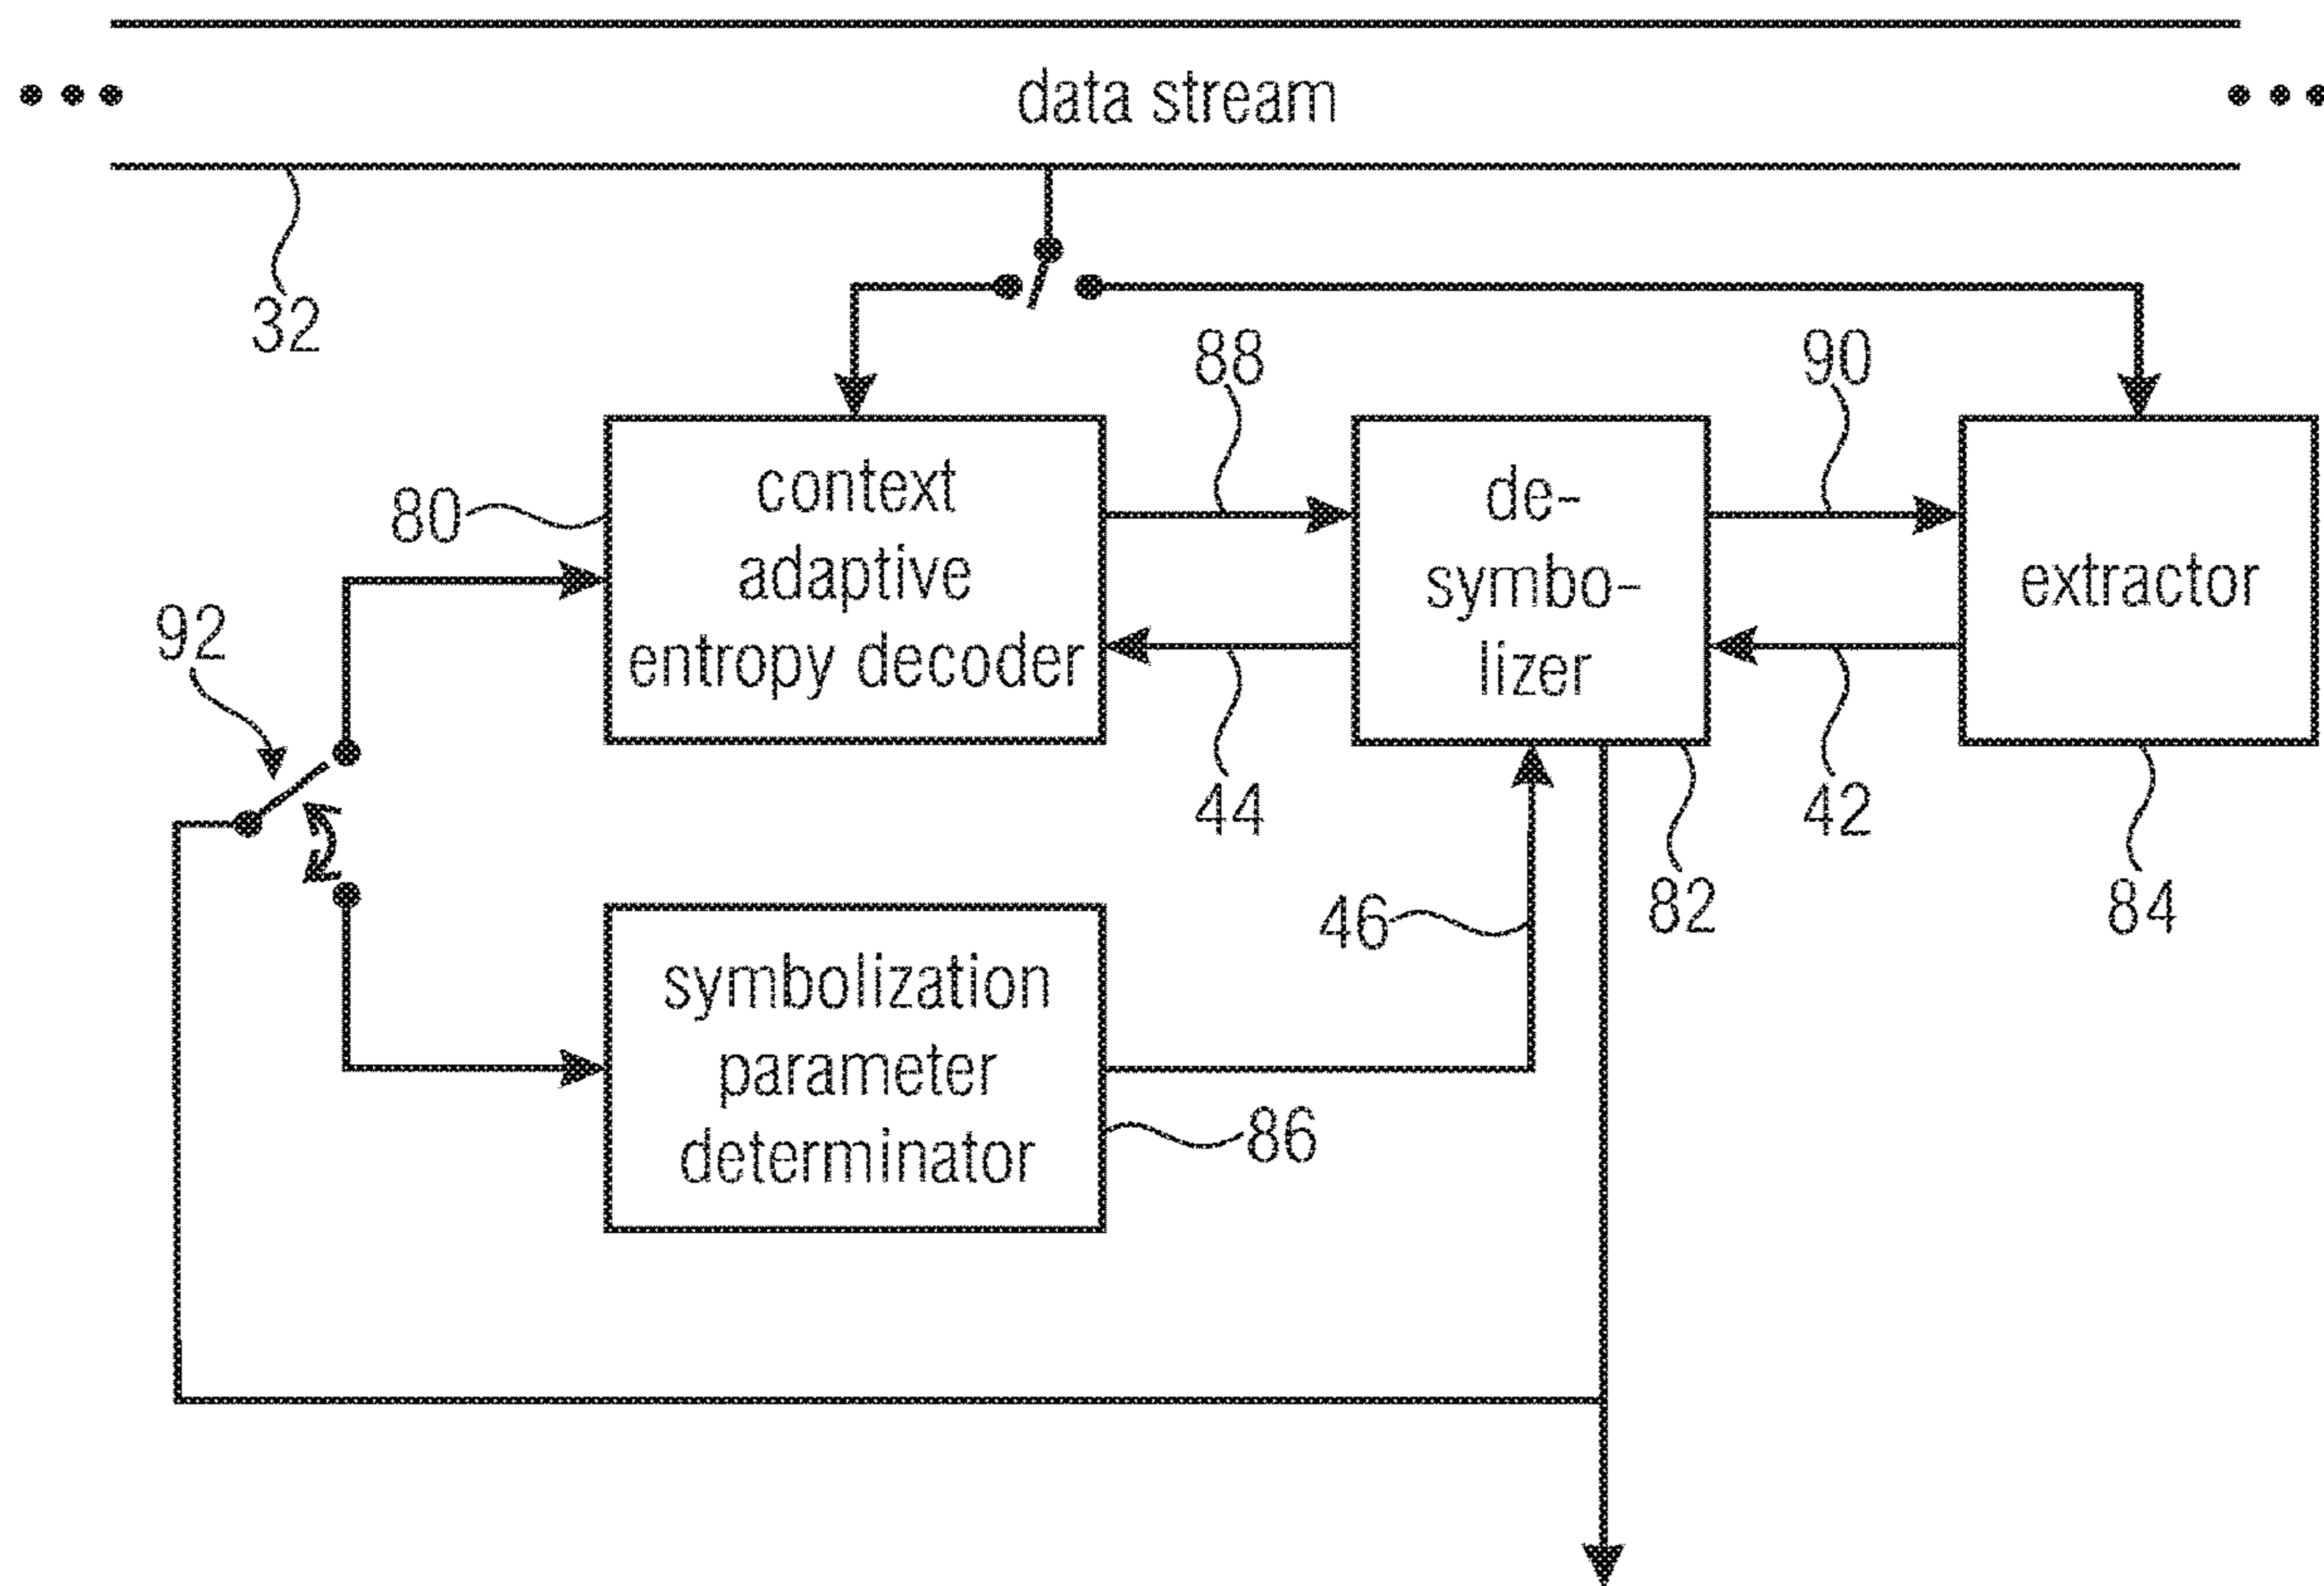 data stream
32
88
90
80
context
adaptive
entropy decoder
de-
symbo-
lizer
extractor
92
44
42
46
82
84
symbolization
parameter
determinator
86